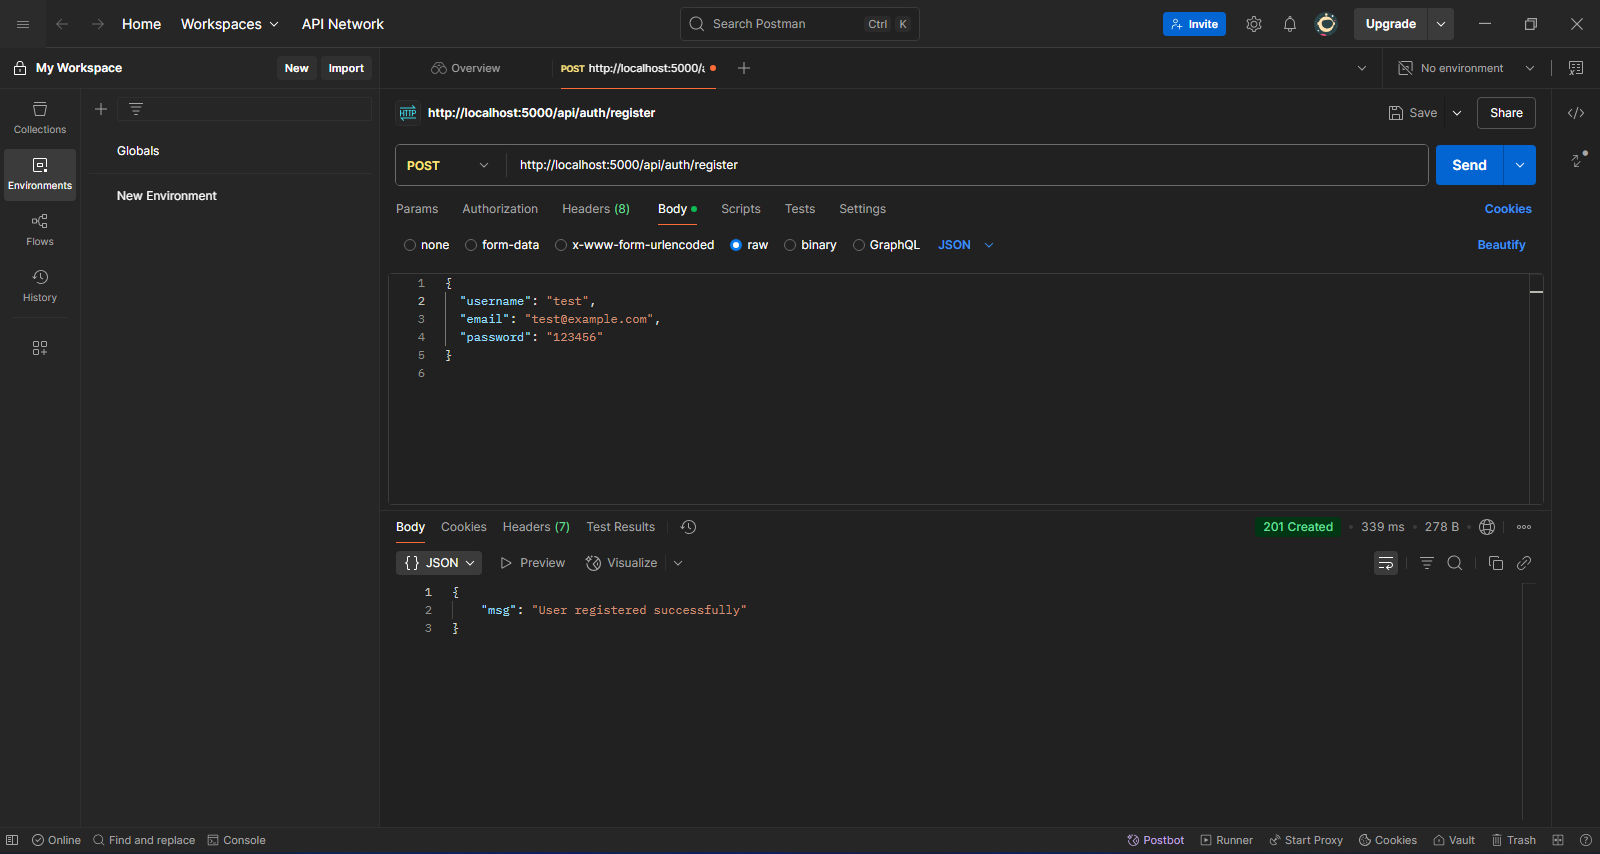 Home Workspaces API Network Search Postman Ctrl K Invite Upgrade
My Workspace New Import Overview POST http://localhost:5000/a No environment
Collections
Environments
Flows
History
Globals
New Environment
HTTP http://localhost:5000/api/auth/register Save Share
POST http://localhost:5000/api/auth/register Send
Params Authorization Headers (8) Body Scripts Tests Settings Cookies
none form-data x-www-form-urlencoded raw binary GraphQL JSON Beautify
1 {
2 "username": "test",
3 "email": "test@example.com",
4 "password": "123456"
5 }
6
Body Cookies Headers (7) Test Results 201 Created • 339 ms • 278 B •
{} JSON Preview Visualize
1 {
2 "msg": "User registered successfully"
3 }
Online Find and replace Console Postbot Runner Start Proxy Cookies Vault Trash